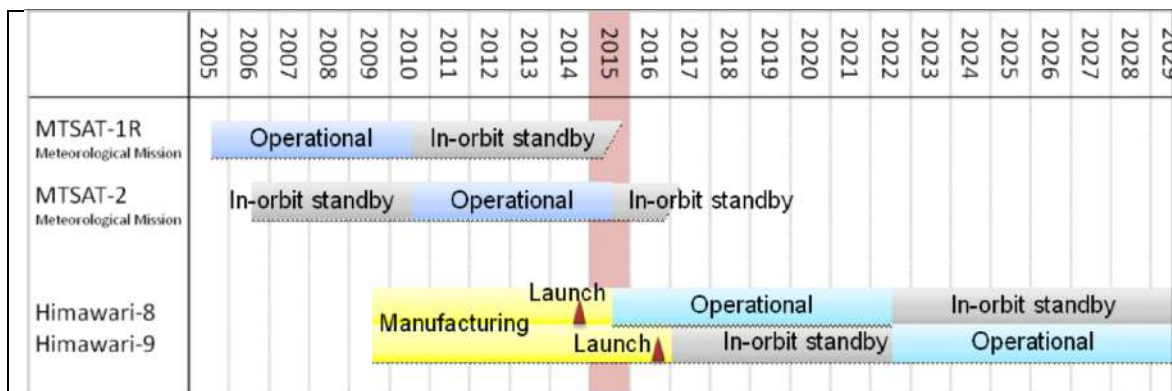 2005 2006 2007 2008 2009 2010 2011 2012 2013 2014 2015 2016 2017 2018 2019 2020 2021 2022 2023 2024 2025 2026 2027 2028 2029
MTSAT-1R Operational In-orbit standby
Meteorological Mission
MTSAT-2 In-orbit standby Operational In-orbit standby
Meteorological Mission
Launch
Himawari-8 Operational In-orbit standby
Manufacturing
Himawari-9 Launch In-orbit standby Operational